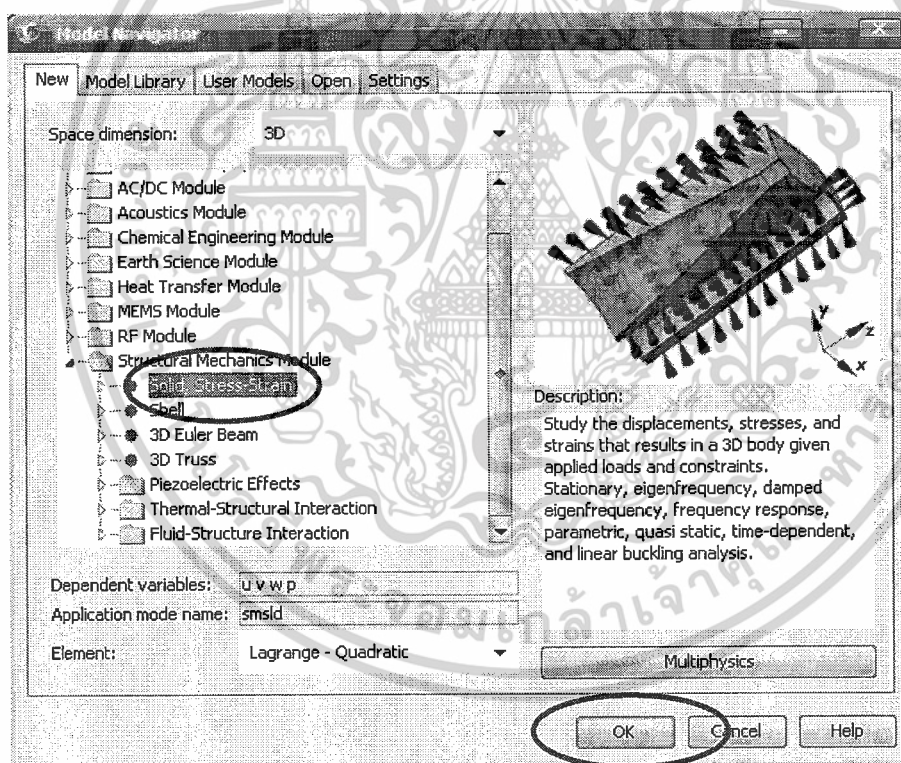 Model Navigator
New Model Library User Models Open Settings
Space dimension: 3D
AC/DC Module
Acoustics Module
Chemical Engineering Module
Earth Science Module
Heat Transfer Module
MEMS Module
RF Module
Structural Mechanics Module
Solid, Stress-Strain
Shell
3D Euler Beam
3D Truss
Piezoelectric Effects
Thermal-Structural Interaction
Fluid-Structure Interaction
Dependent variables: u v w p
Application mode name: smsld
Element: Lagrange - Quadratic
y
z
x
Description:
Study the displacements, stresses, and
strains that results in a 3D body given
applied loads and constraints.
Stationary, eigenfrequency, damped
eigenfrequency, frequency response,
parametric, quasi static, time-dependent,
and linear buckling analysis.
Multiphysics
OK Cancel Help